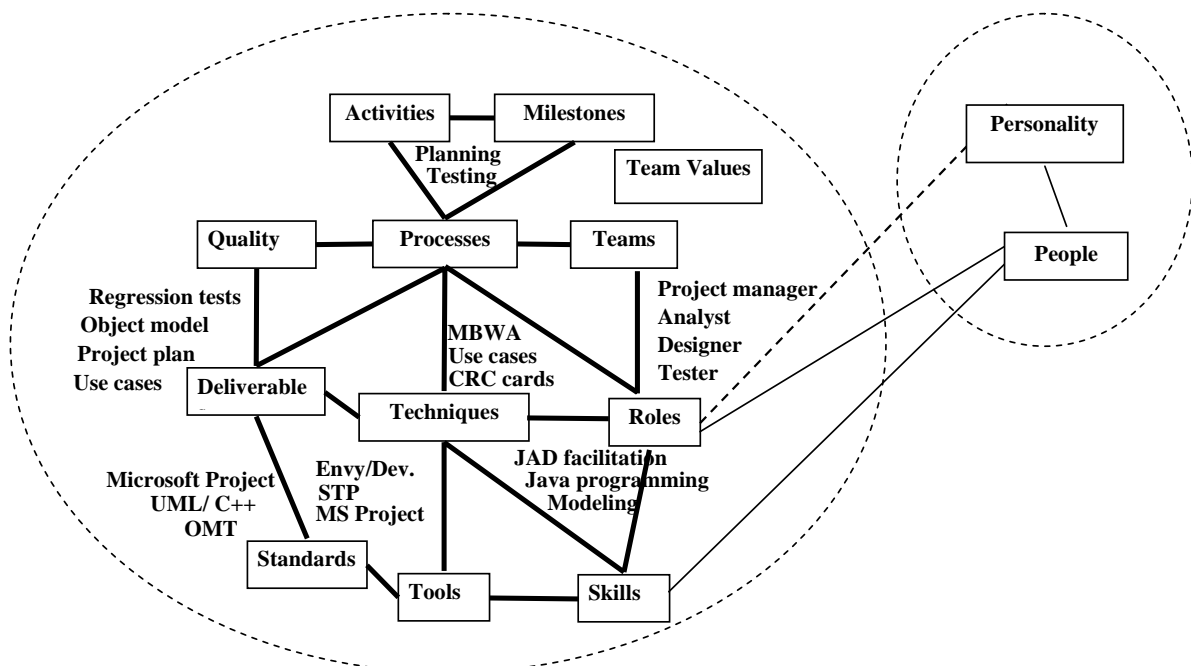 Activities
Milestones
Personality
Planning
Testing
Team Values
Quality
Processes
Teams
People
Regression tests
Object model
Project plan
Use cases
MBWA
Use cases
CRC cards
Project manager
Analyst
Designer
Tester
Deliverable
Techniques
Roles
Microsoft Project
UML/ C++
OMT
Envy/Dev.
STP
MS Project
JAD facilitation
Java programming
Modeling
Standards
Tools
Skills